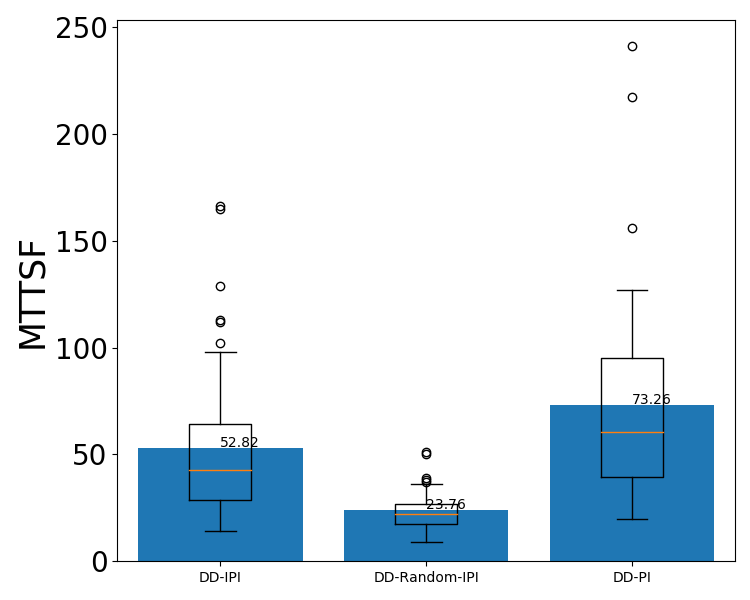 MTTSF
250
200
150
100
50
0
52.82
23.76
73.26
DD-IPI
DD-Random-IPI
DD-PI